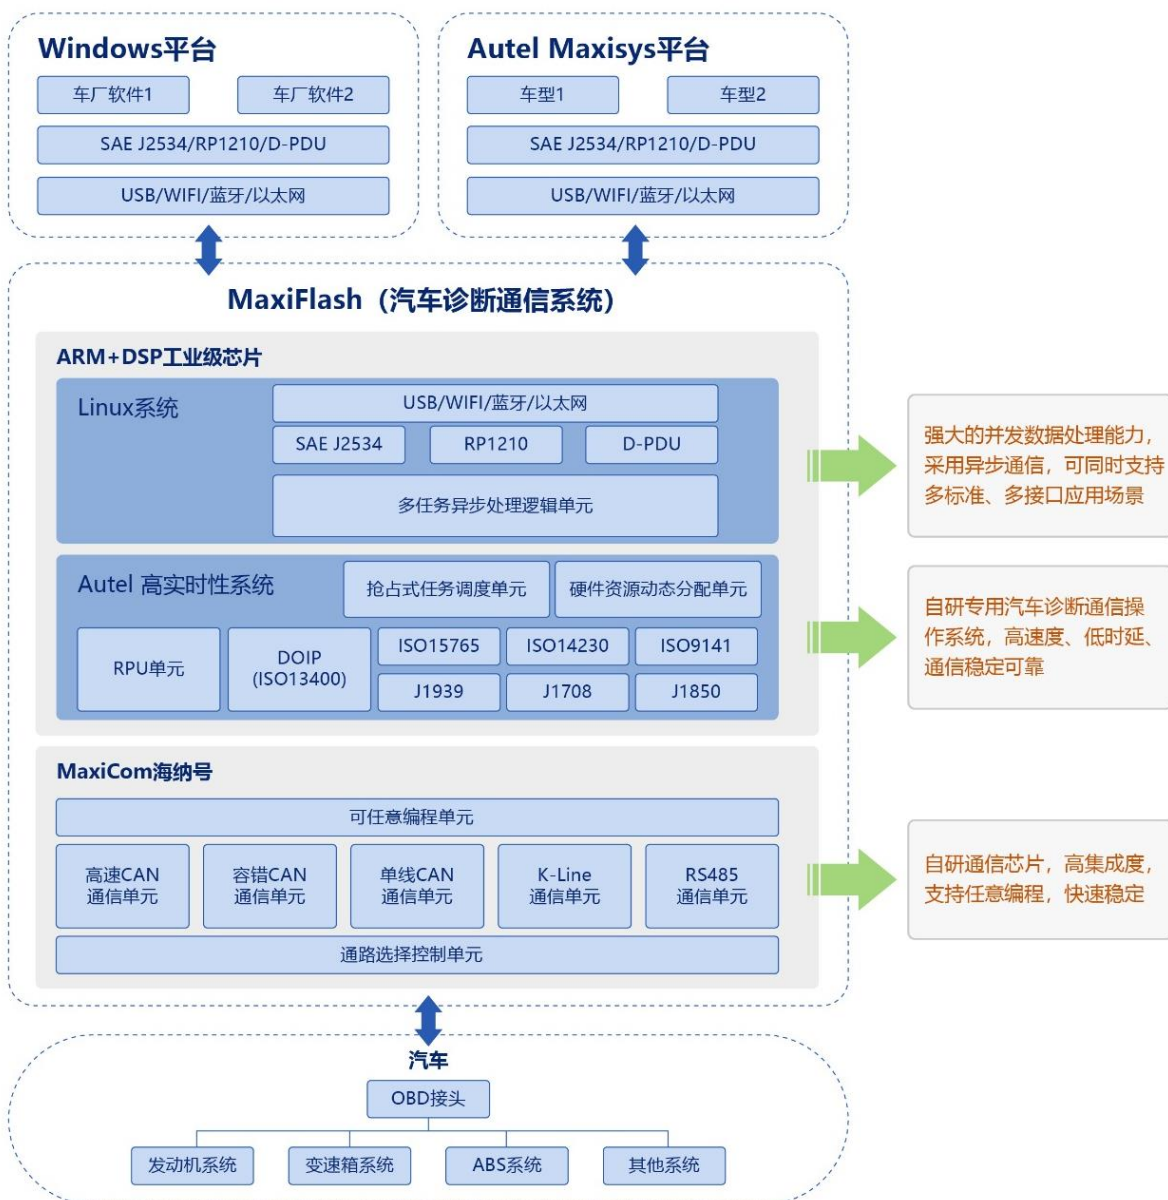 Windows平台
车厂软件1
车厂软件2
SAE J2534/RP1210/D-PDU
USB/WIFI/蓝牙/以太网
Autel Maxisys平台
车型1
车型2
SAE J2534/RP1210/D-PDU
USB/WIFI/蓝牙/以太网
MaxiFlash（汽车诊断通信系统）
ARM+DSP工业级芯片
Linux系统
USB/WIFI/蓝牙/以太网
SAE J2534
RP1210
D-PDU
多任务异步处理逻辑单元
强大的并发数据处理能力，
采用异步通信，可同时支持
多标准、多接口应用场景
Autel 高实时性系统
抢占式任务调度单元
硬件资源动态分配单元
RPU单元
DOIP
(ISO13400)
ISO15765
ISO14230
ISO9141
J1939
J1708
J1850
自研专用汽车诊断通信操
作系统，高速度、低时延、
通信稳定可靠
MaxiCom海纳号
可任意编程单元
高速CAN
通信单元
容错CAN
通信单元
单线CAN
通信单元
K-Line
通信单元
RS485
通信单元
通路选择控制单元
自研通信芯片，高集成度，
支持任意编程，快速稳定
汽车
OBD接头
发动机系统
变速箱系统
ABS系统
其他系统